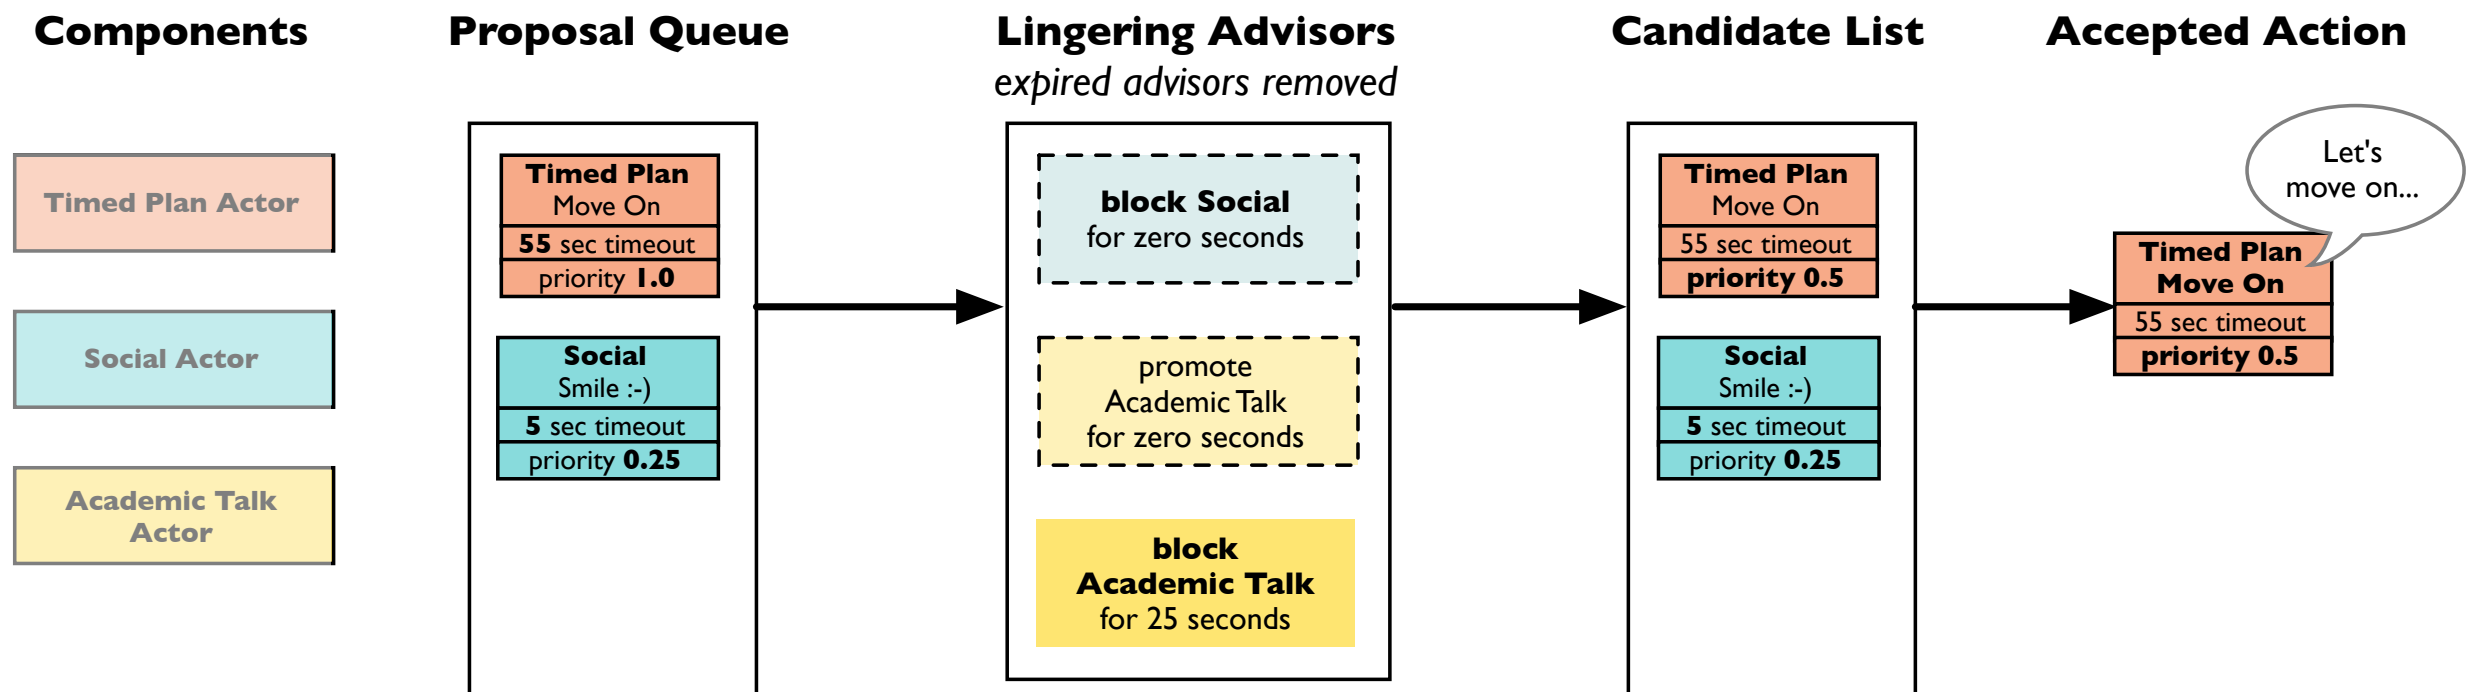 Components
Proposal Queue
Lingering Advisors
expired advisors removed
Candidate List
Accepted Action
Timed Plan Actor
Social Actor
Academic Talk
Actor
Timed Plan
Move On
55 sec timeout
priority 1.0
Social
Smile :-)
5 sec timeout
priority 0.25
block Social
for zero seconds
promote
Academic Talk
for zero seconds
block
Academic Talk
for 25 seconds
Timed Plan
Move On
55 sec timeout
priority 0.5
Social
Smile :-)
5 sec timeout
priority 0.25
Let's
move on...
Timed Plan
Move On
55 sec timeout
priority 0.5